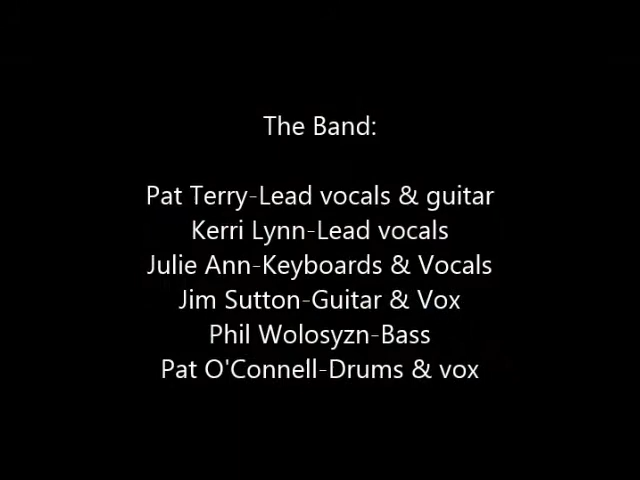 The Band:
Pat Terry-Lead vocals & guitar
Kerri Lynn-Lead vocals
Julie Ann-Keyboards & Vocals
Jim Sutton-Guitar & Vox
Phil Wolosyzn-Bass
Pat O'Connell-Drums & vox